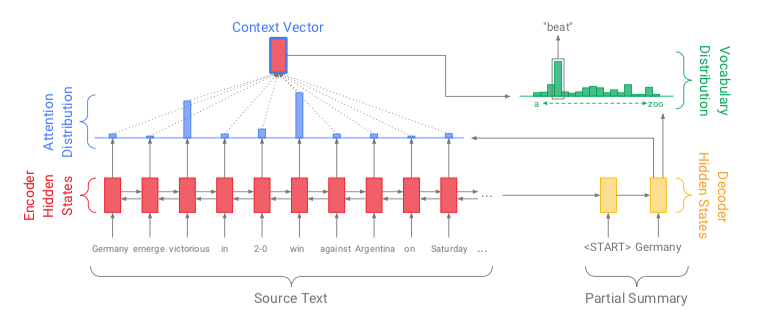 Context Vector
"beat"
Attention
Distribution
a
zoo
Vocabulary
Distribution
Encoder
Hidden
States
...
Decoder
Hidden States
Germany emerge victorious in 2-0 win against Argentina on Saturday ...
<START> Germany
Source Text
Partial Summary